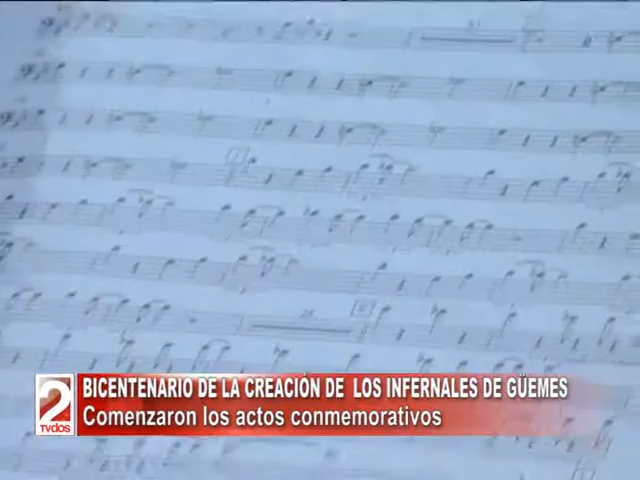 BICENTENARIO DE LA CREACIÓN DE LOS INFERNALES DE GÜEMES
Comenzaron los actos conmemorativos
2
TVDOS